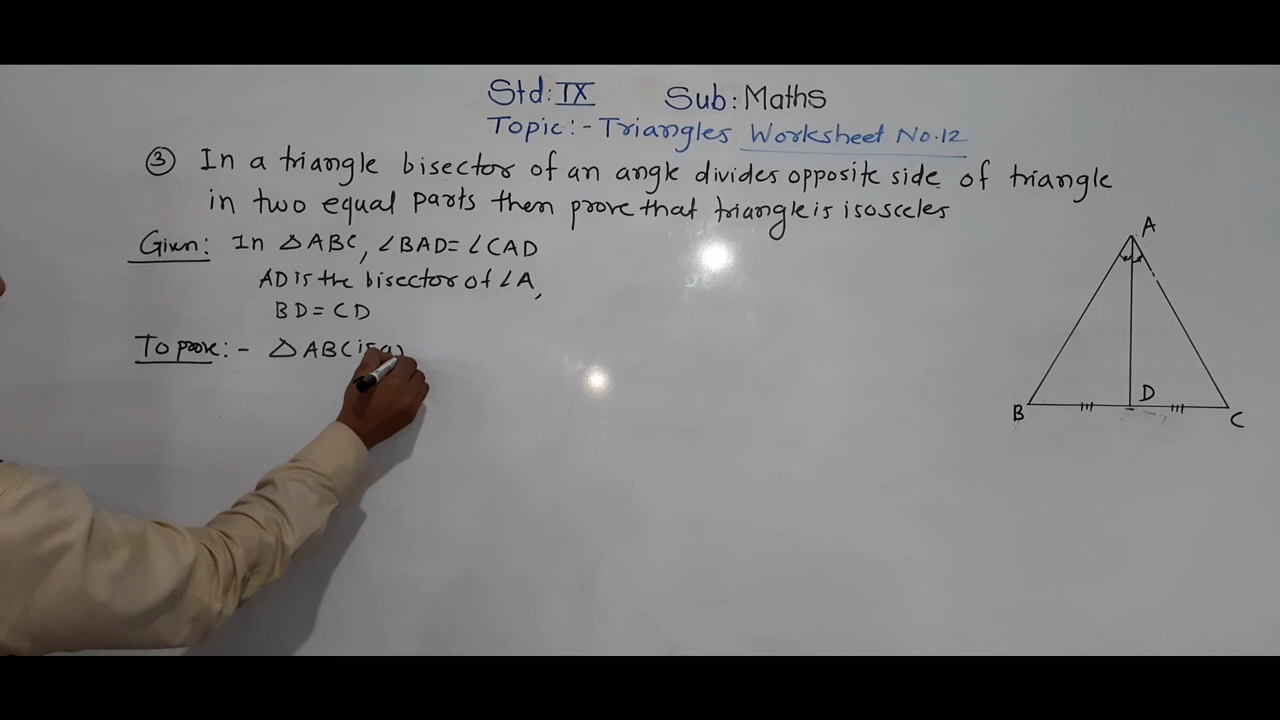 Std: IX Sub: Maths
Topic:- Triangles Worksheet No.12
③ In a triangle bisector of an angle divides opposite side of triangle
in two equal parts then prove that triangle is isosceles
Given: In △ABC, ∠BAD = ∠CAD
AD is the bisector of ∠A,
BD = CD
To prove:- △ABC is a
A
B
D
C